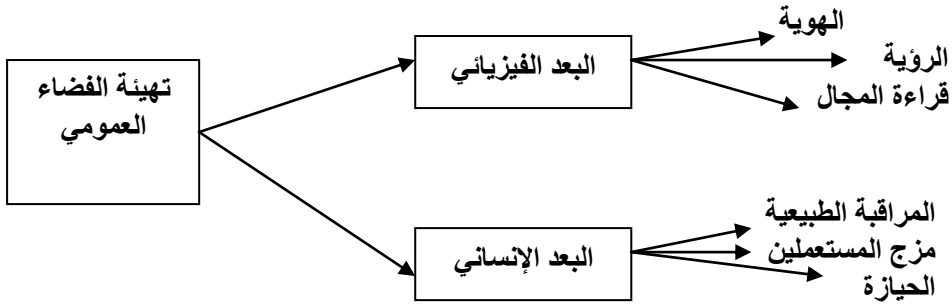 تهيئة الفضاء
العمومي
البعد الفيزيائي
الهوية
الرؤية
قراءة المجال
البعد الإنساني
المراقبة الطبيعية
مزج المستعملين
الحيازة